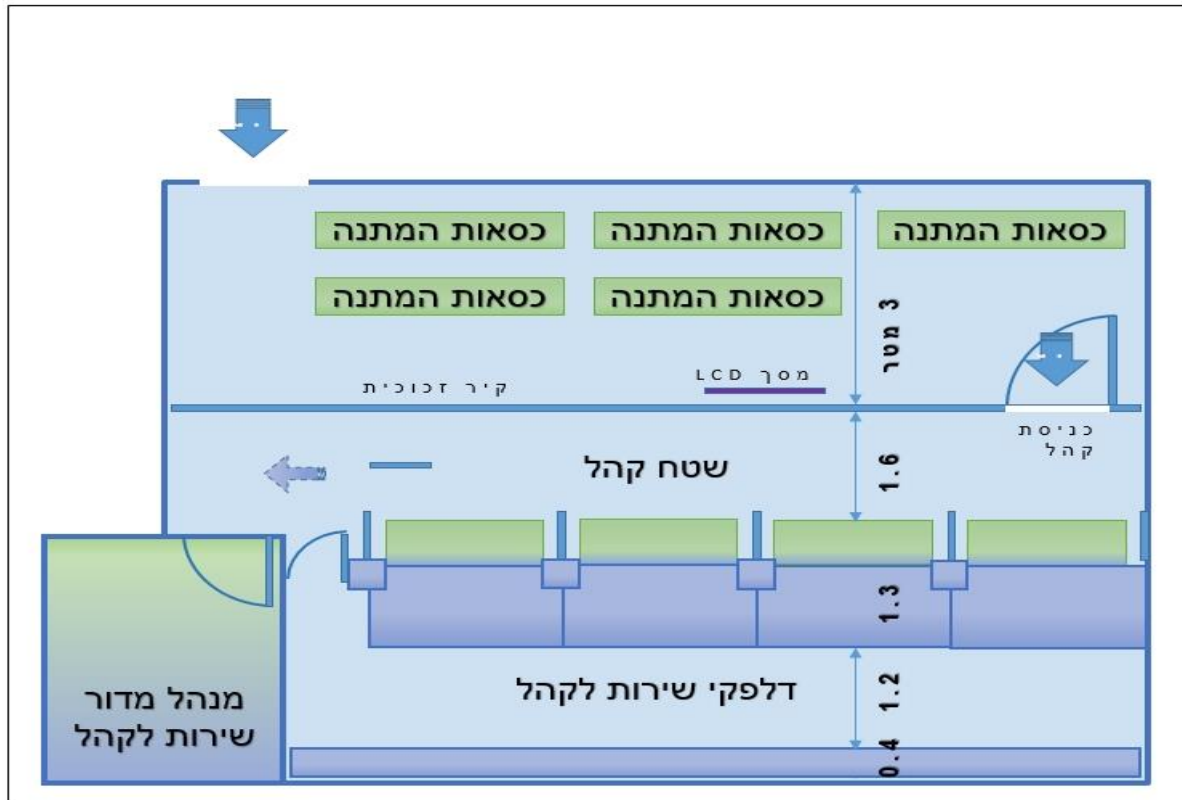 כסאות המתנה
כסאות המתנה
כסאות המתנה
כסאות המתנה
כסאות המתנה
3 מטר
מסך LCD
קיר זכוכית
כניסת
קהל
שטח קהל
1.6
1.3
דלפקי שירות לקהל
1.2
מנהל מדור
שירות לקהל
0.4